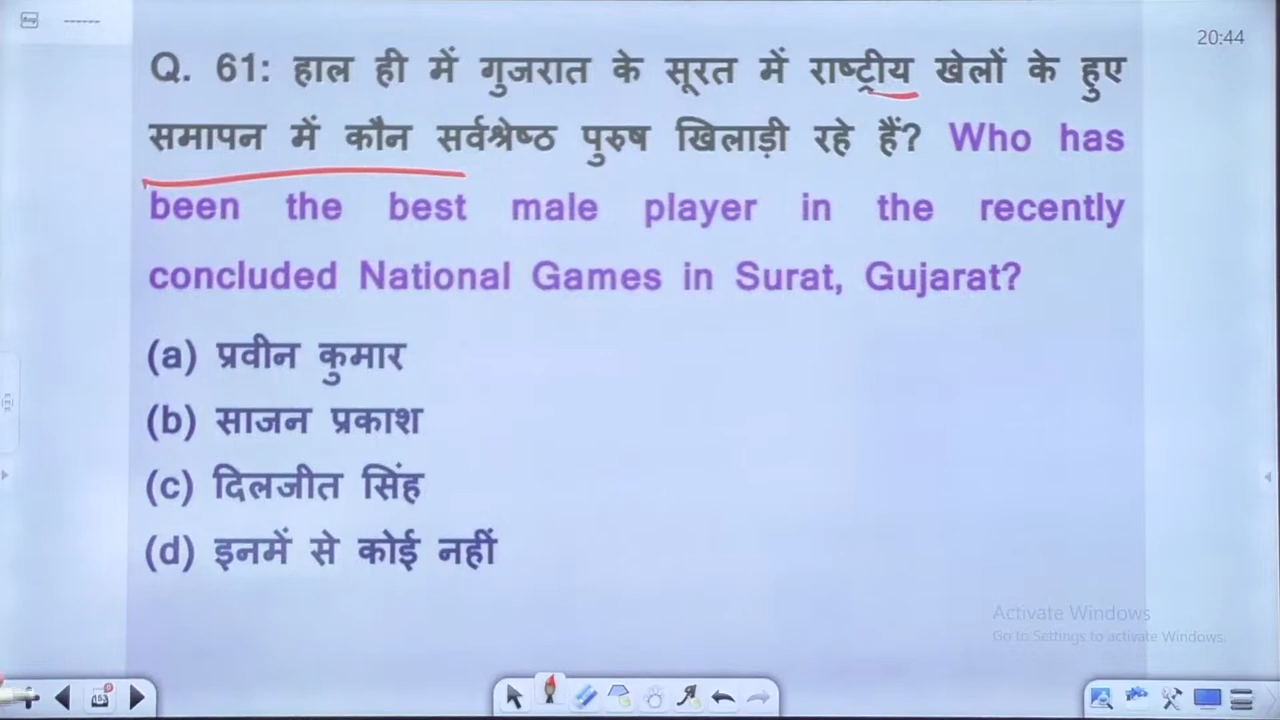 20:44
Q. 61: हाल ही में गुजरात के सूरत में राष्ट्रीय खेलों के हुए
समापन में कौन सर्वश्रेष्ठ पुरुष खिलाड़ी रहे हैं? Who has
been the best male player in the recently
concluded National Games in Surat, Gujarat?
(a) प्रवीन कुमार
(b) साजन प्रकाश
(c) दिलजीत सिंह
(d) इनमें से कोई नहीं
Activate Windows
Go to Settings to activate Windows.
153